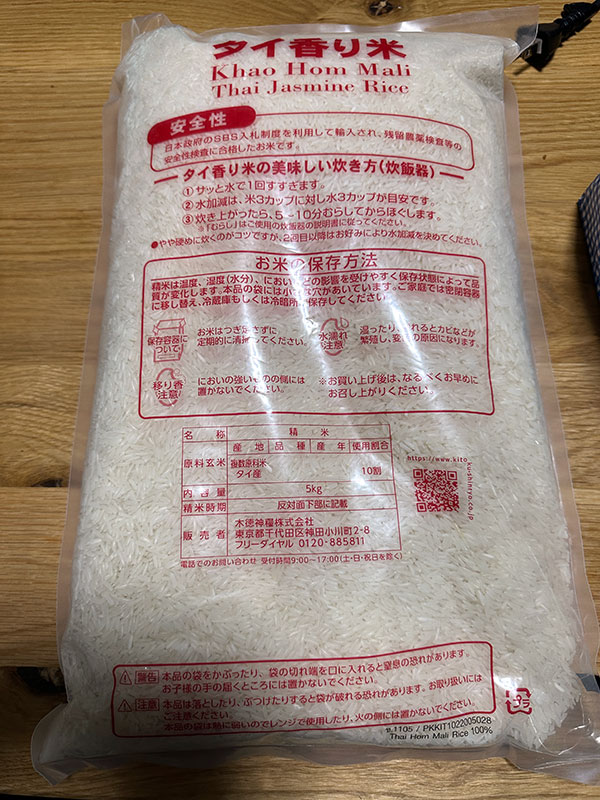 タイ香り米
Khao Hom Mali
Thai Jasmine Rice
安全性
日本政府のSBS入札制度を利用して輸入され、残留農薬検査等の
安全性検査に合格したお米です。
タイ香り米の美味しい炊き方(炊飯器)
①サッと水で1回すすぎます。
②水加減は、米3カップに対し水3カップが目安です。
③炊き上がったら、5～10分むらしてからほぐします。
※「むらし」はご使用の炊飯器の説明書に従ってください。
●やや硬めに炊くのがコツですが、2回目以降はお好みにより水加減を決めてください。
お米の保存方法
精米は温度、湿度(水分)、においなどの影響を受けやすく保存状態によって品
質が変化します。本品の袋には小さな穴があいています。ご家庭では密閉容器
に移し替え、冷蔵庫もしくは冷暗所で保存してください。
保存容器に
ついて
お米はつぎ足さずに
定期的に清掃してください。
水濡れ
注意
湿ったり、濡れるとカビなどが
繁殖し、変質の原因になります。
移り香
注意
においの強いものの側には
置かないでください。
※お買い上げ後は、なるべくお早めに
お召し上がりください。
名称 精米
原料玄米 産地 品種 産年 使用割合
複数原料米
タイ産 10割
内容量 5kg
精米時期 反対面下部に記載
販売者 木徳神糧株式会社
東京都千代田区神田小川町2-8
フリーダイヤル 0120-885811
電話でのお問い合わせ 受付時間9:00～17:00(土・日・祝日を除く)
https://www.kito
ku-shinryo.co.jp
警告 本品の袋をかぶったり、袋の切れ端を口に入れると窒息の恐れがあります。
お子様の手の届くところには置かないでください。
注意 本品は落としたり、ぶつけたりすると袋が破れる恐れがあります。お取り扱いには
ご注意ください。
本品の袋は熱に弱いのでレンジで使用したり、火の側には置かないでください。
プラ
1105 / PKKIT1022005028
Thai Hom Mali Rice 100%